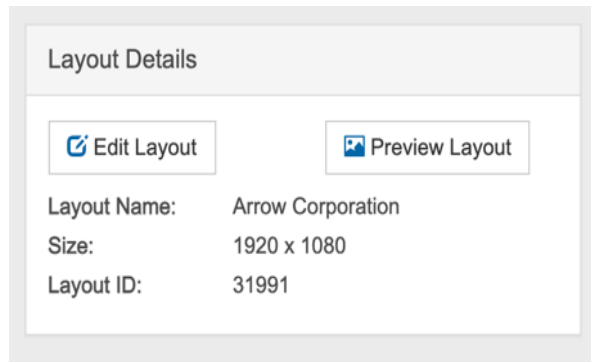 Layout Details
Edit Layout Preview Layout
Layout Name: Arrow Corporation
Size: 1920 x 1080
Layout ID: 31991